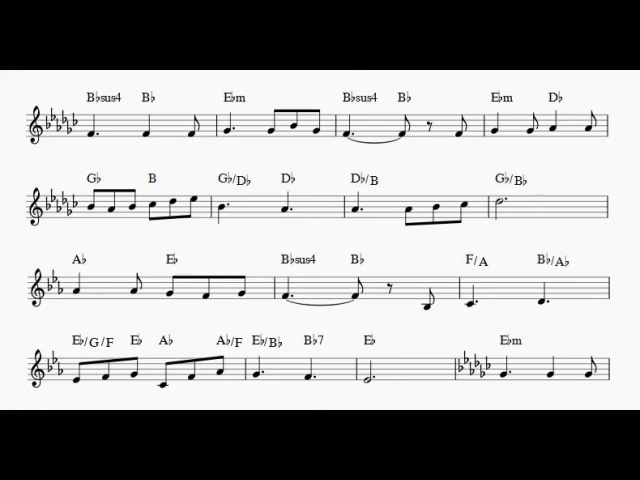 B♭sus4 B♭ E♭m B♭sus4 B♭ E♭m D♭
G♭ B G♭/D♭ D♭ D♭/B G♭/B♭
A♭ E♭ B♭sus4 B♭ F/A B♭/A♭
E♭/G/F E♭ A♭ A♭/F E♭/B♭ B♭7 E♭ E♭m